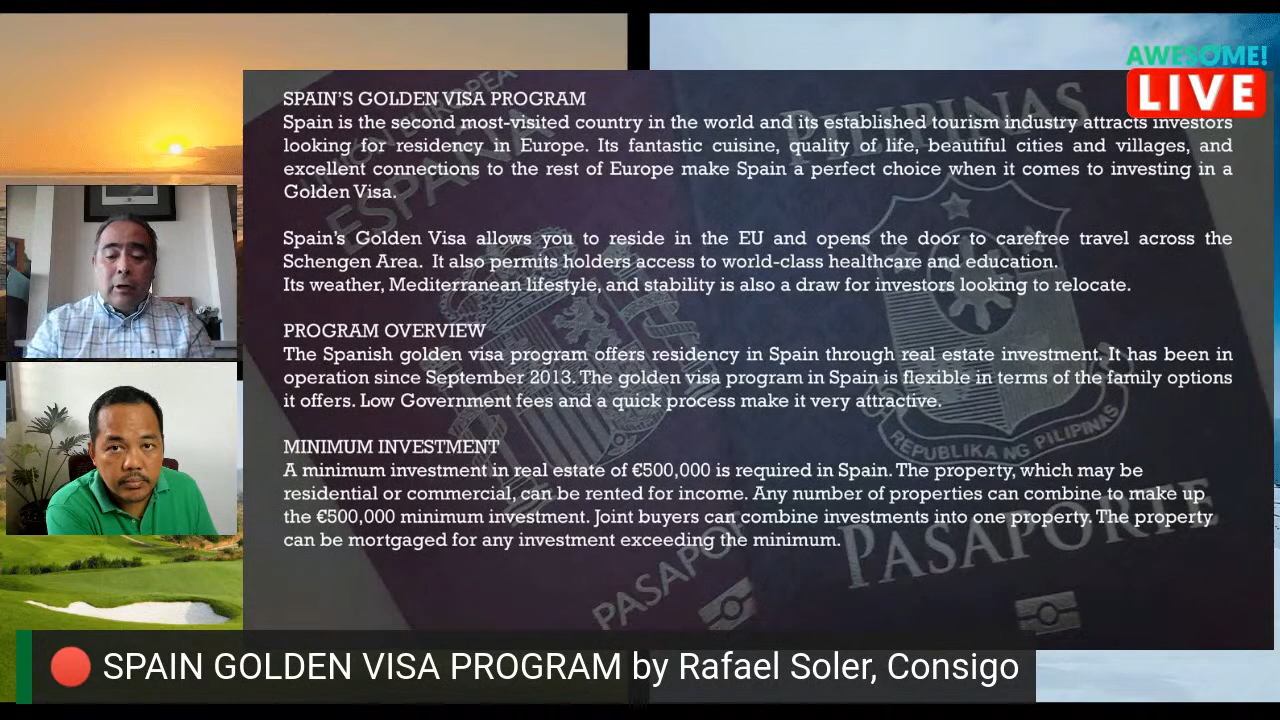 AWESOME!
LIVE
SPAIN'S GOLDEN VISA PROGRAM
Spain is the second most-visited country in the world and its established tourism industry attracts investors
looking for residency in Europe. Its fantastic cuisine, quality of life, beautiful cities and villages, and
excellent connections to the rest of Europe make Spain a perfect choice when it comes to investing in a
Golden Visa.
Spain's Golden Visa allows you to reside in the EU and opens the door to carefree travel across the
Schengen Area. It also permits holders access to world-class healthcare and education.
Its weather, Mediterranean lifestyle, and stability is also a draw for investors looking to relocate.
PROGRAM OVERVIEW
The Spanish golden visa program offers residency in Spain through real estate investment. It has been in
operation since September 2013. The golden visa program in Spain is flexible in terms of the family options
it offers. Low Government fees and a quick process make it very attractive.
MINIMUM INVESTMENT
A minimum investment in real estate of €500,000 is required in Spain. The property, which may be
residential or commercial, can be rented for income. Any number of properties can combine to make up
the €500,000 minimum investment. Joint buyers can combine investments into one property. The property
can be mortgaged for any investment exceeding the minimum.
ESPAÑA
PILIPINAS
REPUBLIKA NG PILIPINAS
PASAPORTE
SPAIN GOLDEN VISA PROGRAM by Rafael Soler, Consigo